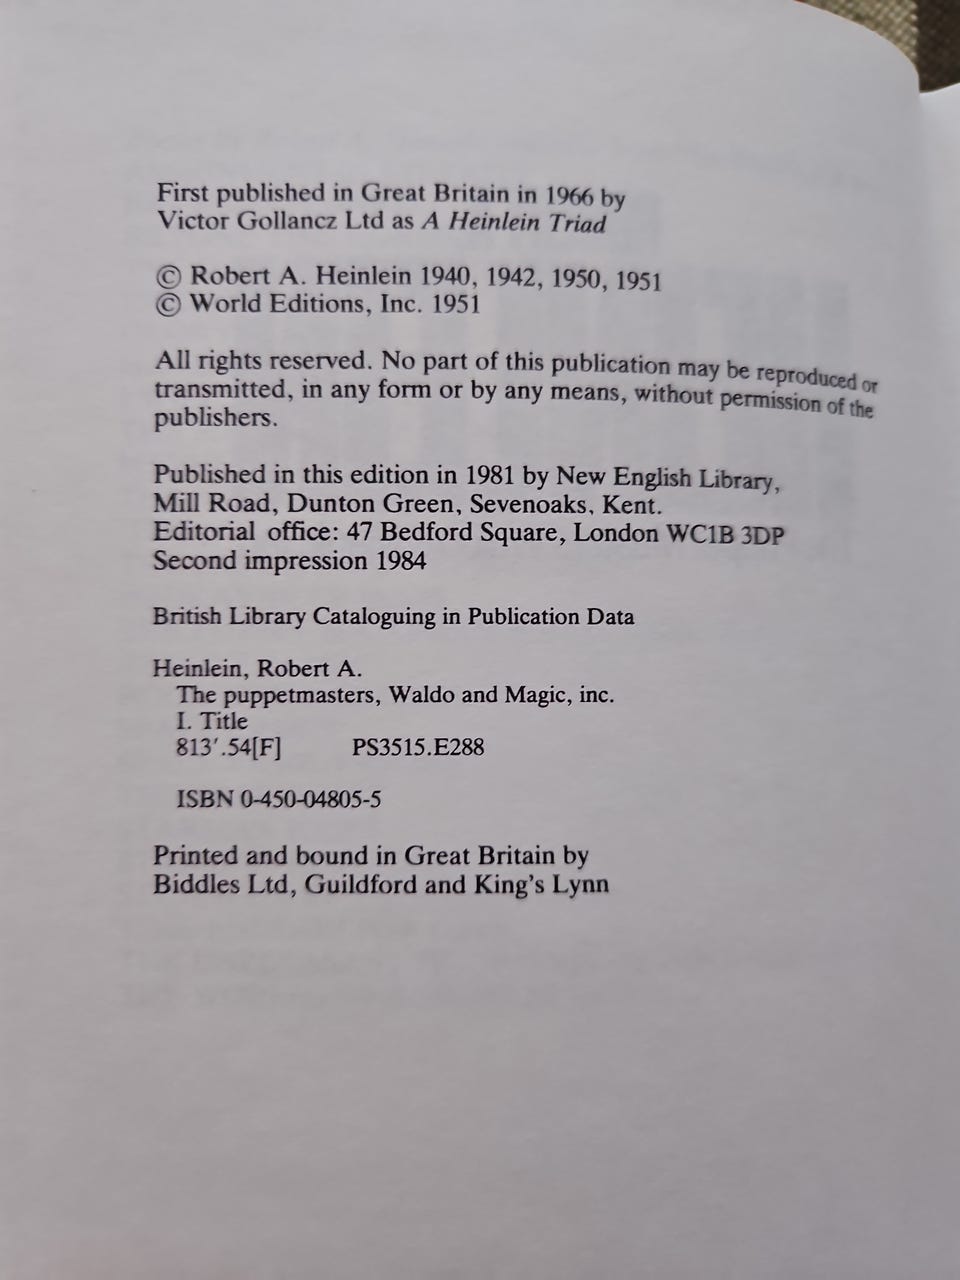 First published in Great Britain in 1966 by
Victor Gollancz Ltd as A Heinlein Triad
© Robert A. Heinlein 1940, 1942, 1950, 1951
© World Editions, Inc. 1951
All rights reserved. No part of this publication may be reproduced or
transmitted, in any form or by any means, without permission of the
publishers.
Published in this edition in 1981 by New English Library,
Mill Road, Dunton Green, Sevenoaks, Kent.
Editorial office: 47 Bedford Square, London WC1B 3DP
Second impression 1984
British Library Cataloguing in Publication Data
Heinlein, Robert A.
The puppetmasters, Waldo and Magic, inc.
I. Title
813'.54[F] PS3515.E288
ISBN 0-450-04805-5
Printed and bound in Great Britain by
Biddles Ltd, Guildford and King's Lynn